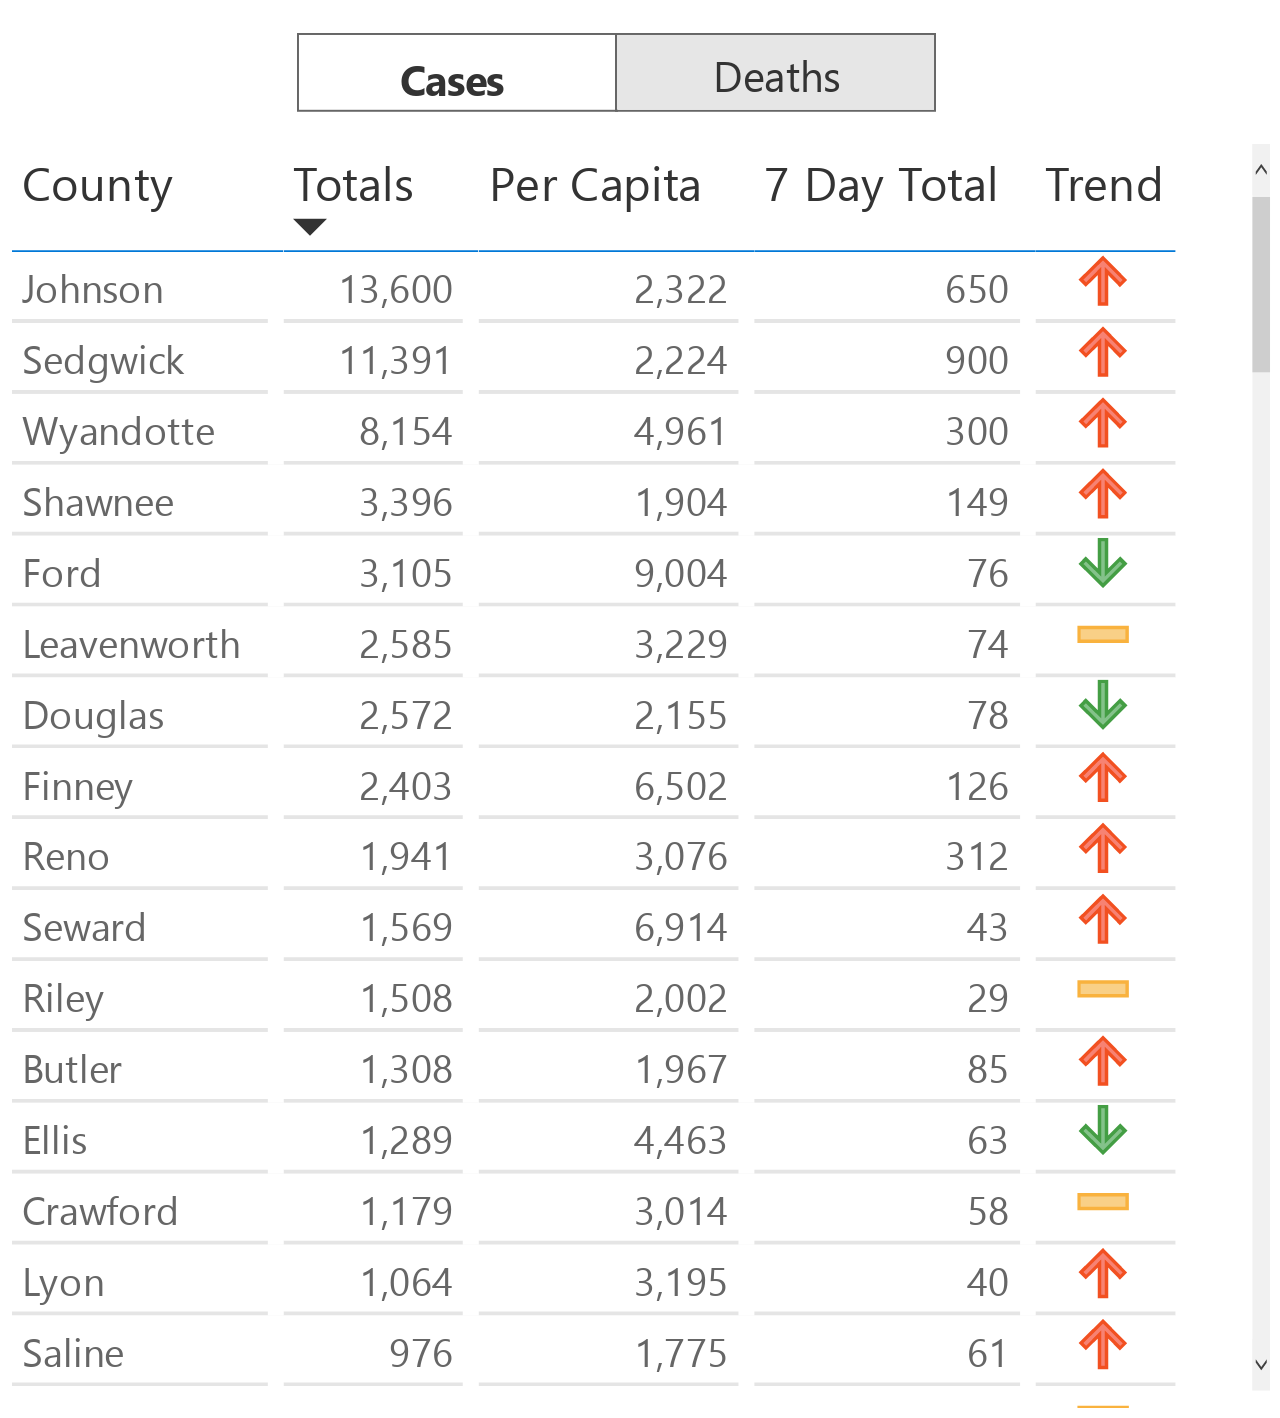 Cases Deaths
County Totals Per Capita 7 Day Total Trend
Johnson 13,600 2,322 650
Sedgwick 11,391 2,224 900
Wyandotte 8,154 4,961 300
Shawnee 3,396 1,904 149
Ford 3,105 9,004 76
Leavenworth 2,585 3,229 74
Douglas 2,572 2,155 78
Finney 2,403 6,502 126
Reno 1,941 3,076 312
Seward 1,569 6,914 43
Riley 1,508 2,002 29
Butler 1,308 1,967 85
Ellis 1,289 4,463 63
Crawford 1,179 3,014 58
Lyon 1,064 3,195 40
Saline 976 1,775 61